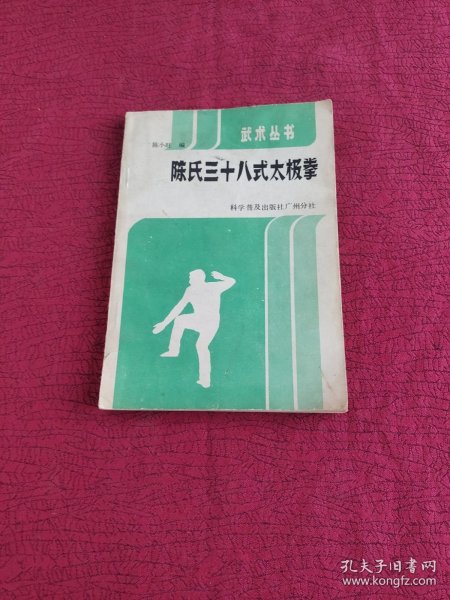 武术丛书
陈小旺 编
陈氏三十八式太极拳
科学普及出版社广州分社
孔夫子旧书网
www.kongfz.com